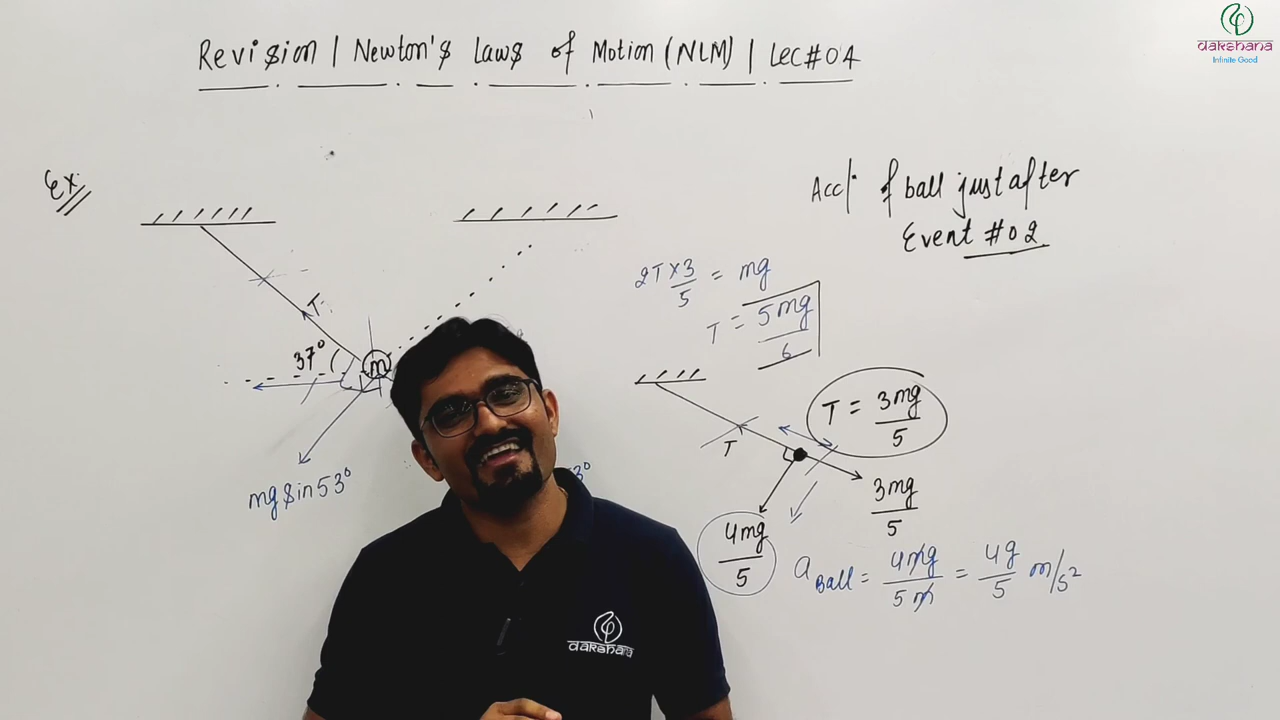 Revision | Newton's Laws of Motion (NLM) | Lec#04
dakshana
Infinite Good
Ex.
Acc. of ball just after
Event #02
2T×3/5 = mg
T = 5mg/6
T
37°
m
mg sin 53°
3°
T = 3mg/5
T
3mg/5
4mg/5
a Ball = 4mg/5m = 4g/5 m/s²
dakshana